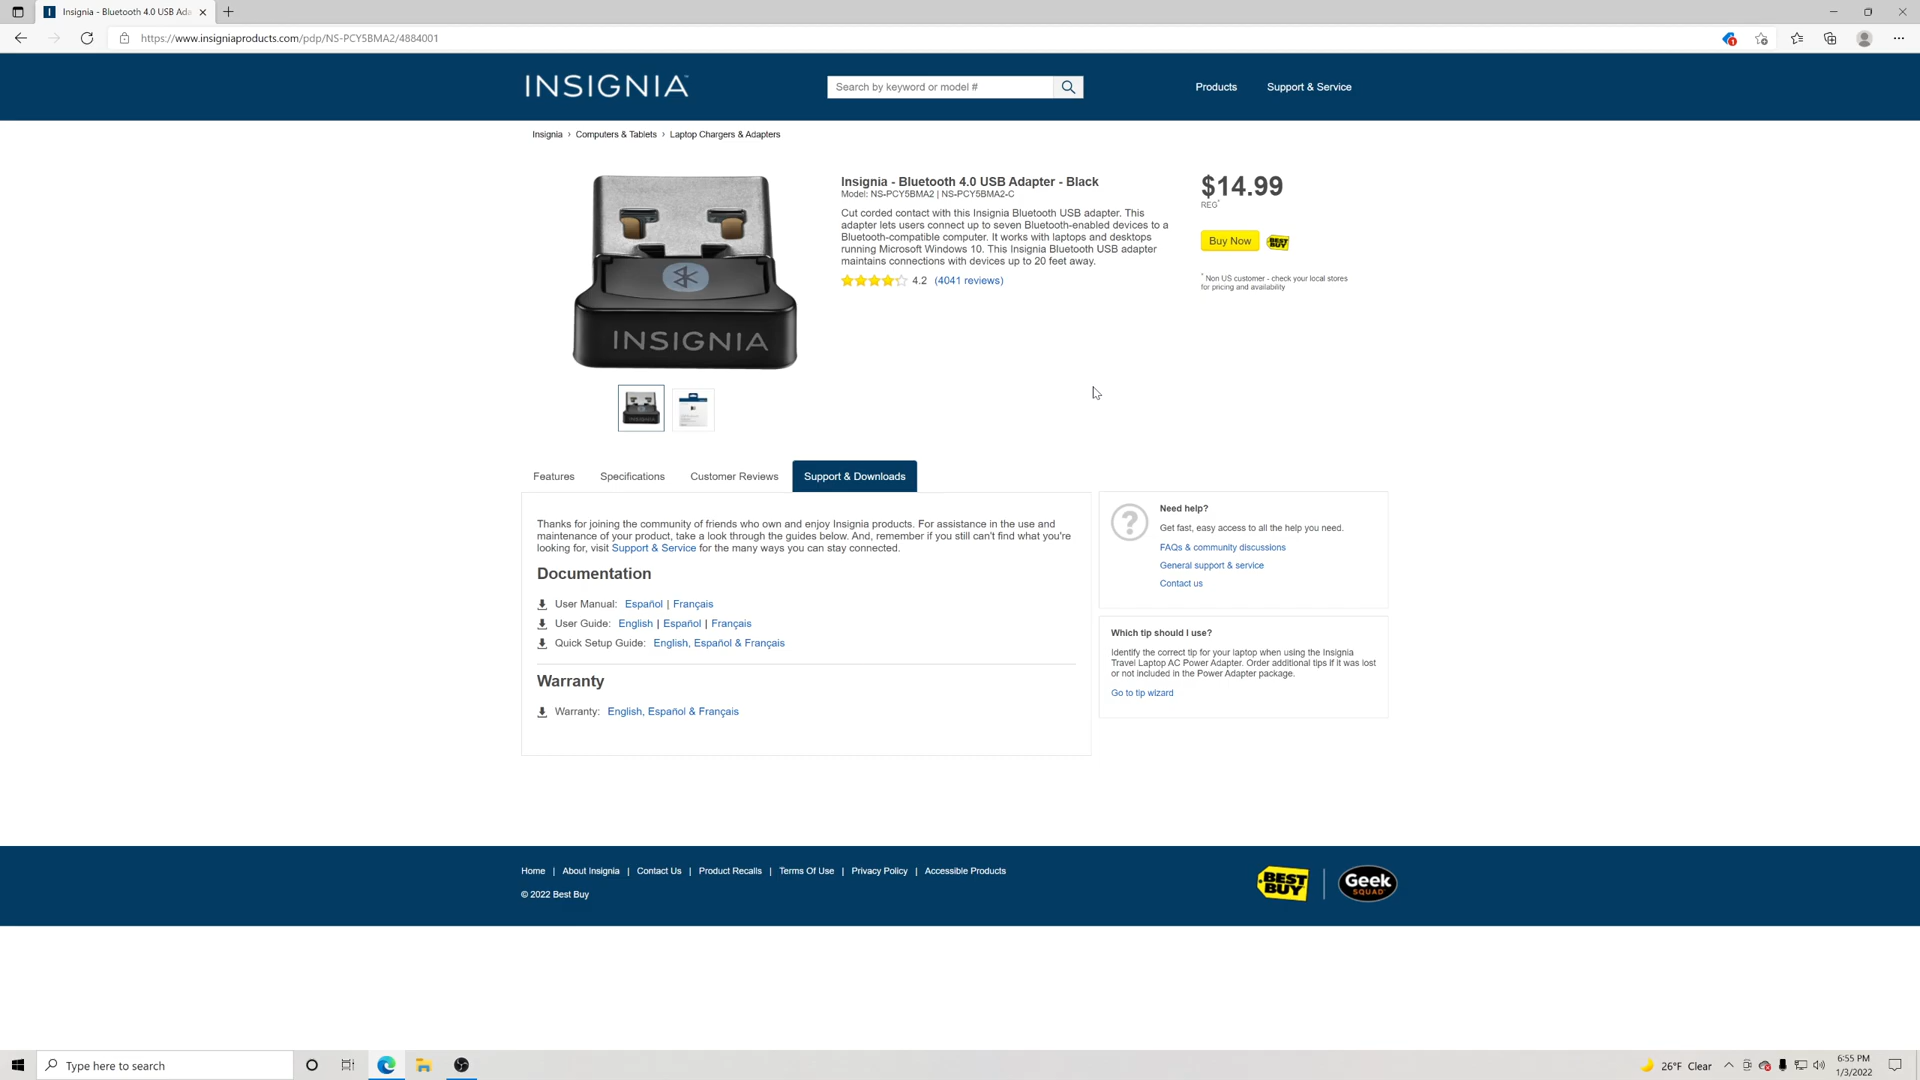 Insignia - Bluetooth 4.0 USB Ada
https://www.insigniaproducts.com/pdp/NS-PCY5BMA2/4884001
1
INSIGNIA™
Search by keyword or model #
Products
Support & Service
Insignia › Computers & Tablets › Laptop Chargers & Adapters
INSIGNIA
Insignia - Bluetooth 4.0 USB Adapter - Black
Model: NS-PCY5BMA2 | NS-PCY5BMA2-C
Cut corded contact with this Insignia Bluetooth USB adapter. This
adapter lets users connect up to seven Bluetooth-enabled devices to a
Bluetooth-compatible computer. It works with laptops and desktops
running Microsoft Windows 10. This Insignia Bluetooth USB adapter
maintains connections with devices up to 20 feet away.
4.2 (4041 reviews)
$14.99
REG*
Buy Now
BEST BUY
* Non US customer - check your local stores
for pricing and availability
Features
Specifications
Customer Reviews
Support & Downloads
Thanks for joining the community of friends who own and enjoy Insignia products. For assistance in the use and
maintenance of your product, take a look through the guides below. And, remember if you still can't find what you're
looking for, visit Support & Service for the many ways you can stay connected.
Documentation
User Manual: Español | Français
User Guide: English | Español | Français
Quick Setup Guide: English, Español & Français
Warranty
Warranty: English, Español & Français
?
Need help?
Get fast, easy access to all the help you need.
FAQs & community discussions
General support & service
Contact us
Which tip should I use?
Identify the correct tip for your laptop when using the Insignia
Travel Laptop AC Power Adapter. Order additional tips if it was lost
or not included in the Power Adapter package.
Go to tip wizard
Home | About Insignia | Contact Us | Product Recalls | Terms Of Use | Privacy Policy | Accessible Products
© 2022 Best Buy
BEST BUY
Geek SQUAD
Type here to search
26°F Clear
6:55 PM
1/3/2022